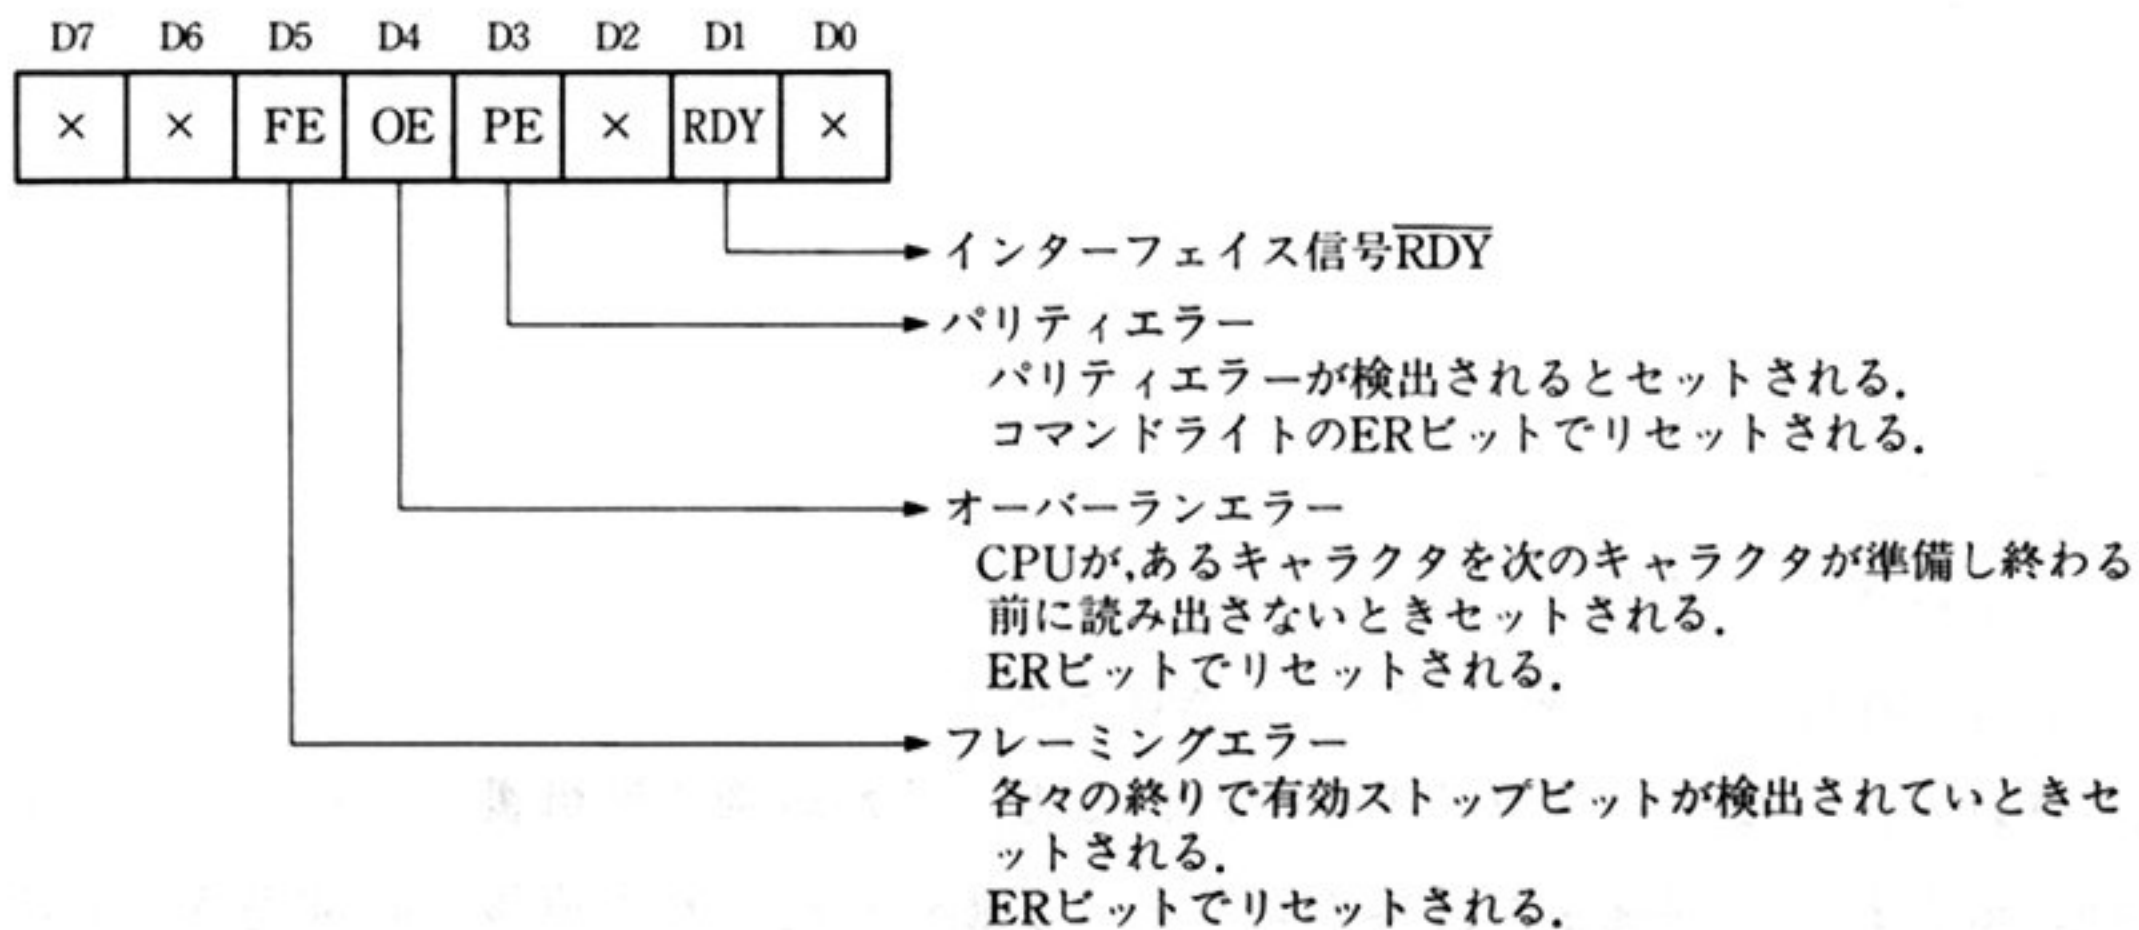 D7 D6 D5 D4 D3 D2 D1 D0
× × FE OE PE × RDY ×
インターフェイス信号R̅D̅Y̅
パリティエラー
パリティエラーが検出されるとセットされる.
コマンドライトのERビットでリセットされる.
オーバーランエラー
CPUが,あるキャラクタを次のキャラクタが準備し終わる
前に読み出さないときセットされる.
ERビットでリセットされる.
フレーミングエラー
各々の終りで有効ストップビットが検出されていときセ
ットされる.
ERビットでリセットされる.